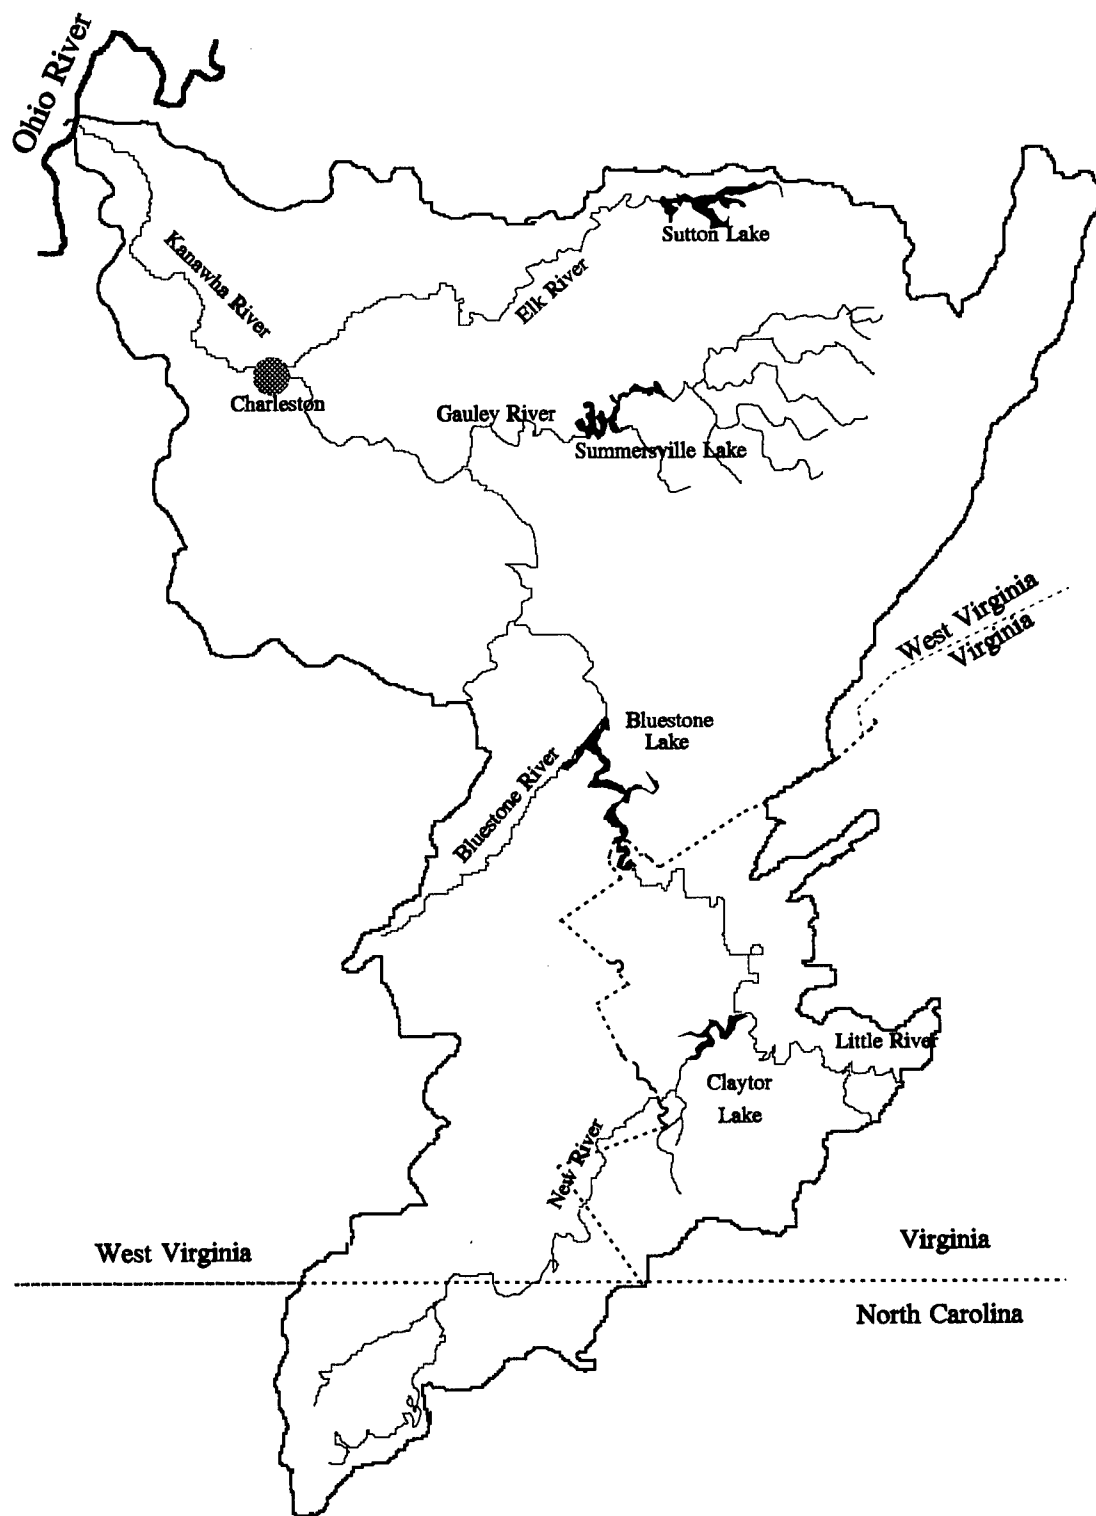 Ohio River
Sutton Lake
Kanawha River
Elk River
Charleston
Gauley River
Summersville Lake
West Virginia
Virginia
Bluestone
Lake
Bluestone River
Little River
Claytor
Lake
New River
West Virginia
Virginia
North Carolina